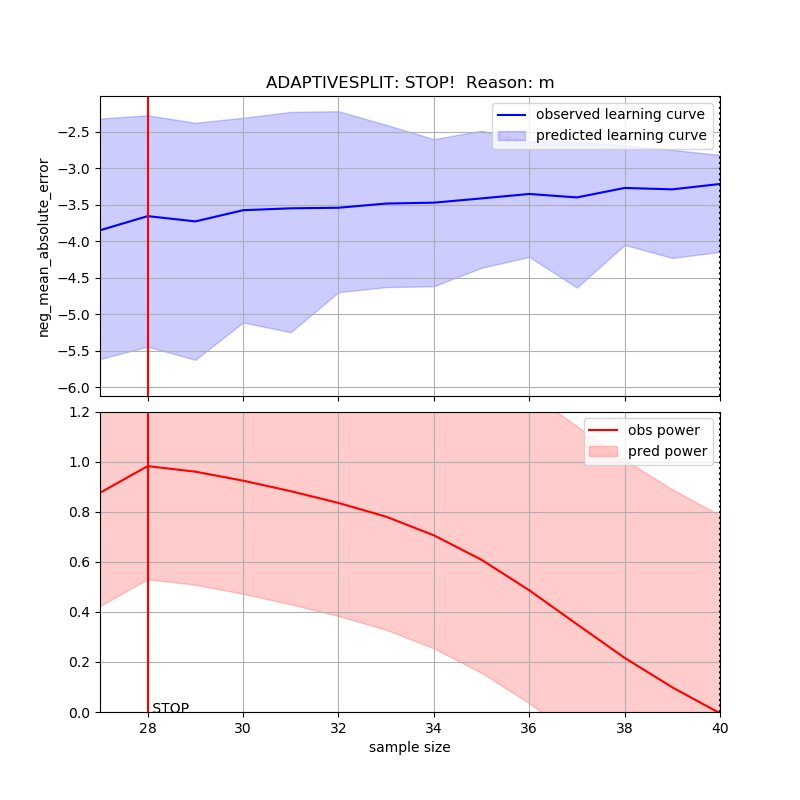 ADAPTIVESPLIT: STOP!  Reason: m
observed learning curve
predicted learning curve
neg_mean_absolute_error
−2.5
−3.0
−3.5
−4.0
−4.5
−5.0
−5.5
−6.0
obs power
pred power
1.2
1.0
0.8
0.6
0.4
0.2
0.0
STOP
28 30 32 34 36 38 40
sample size